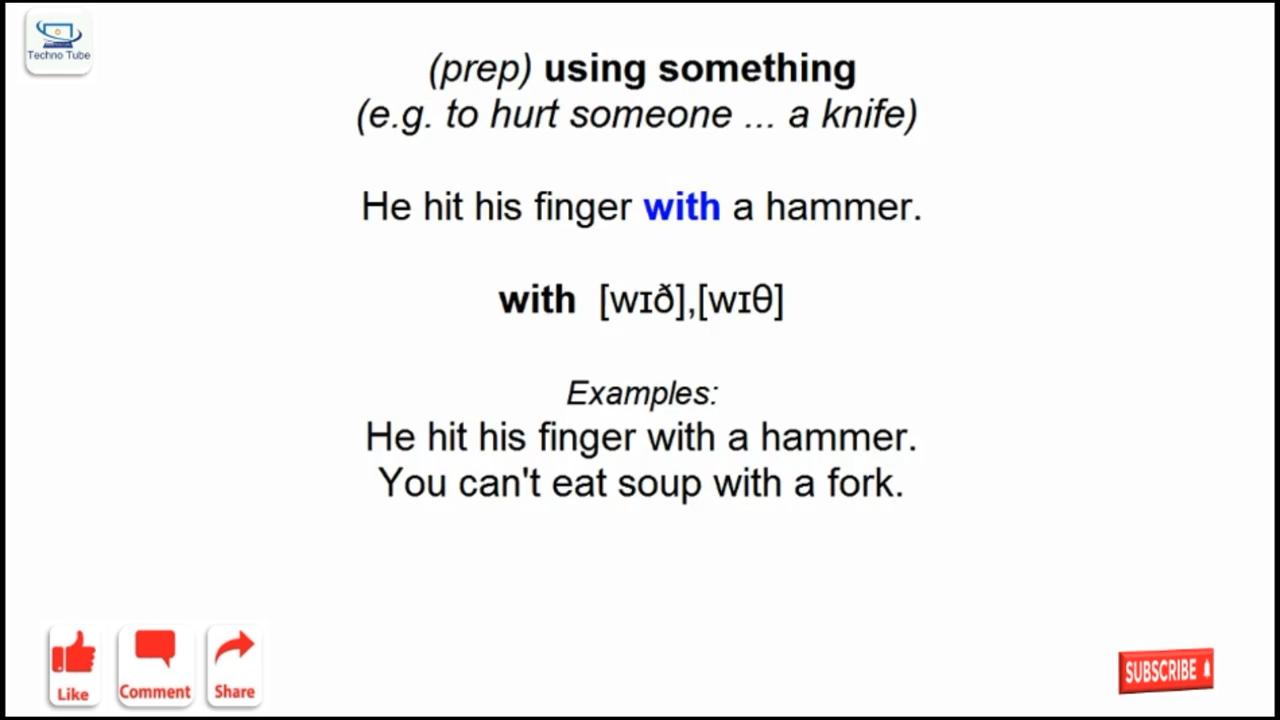 Techno Tube
(prep) using something
(e.g. to hurt someone ... a knife)
He hit his finger with a hammer.
with [wɪð],[wɪθ]
Examples:
He hit his finger with a hammer.
You can't eat soup with a fork.
Like
Comment
Share
SUBSCRIBE